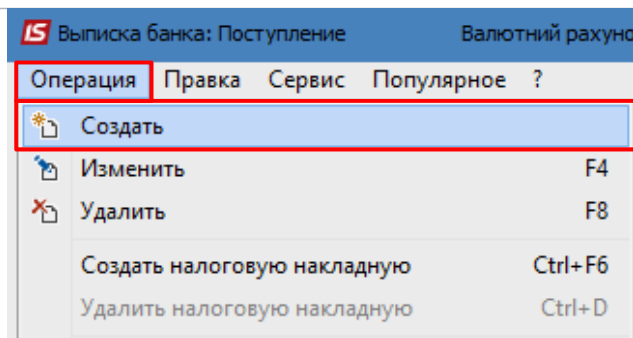 IS Выписка банка: Поступление Валютний рахуно
Операция Правка Сервис Популярное ?
Создать
Изменить F4
Удалить F8
Создать налоговую накладную Ctrl+F6
Удалить налоговую накладную Ctrl+D